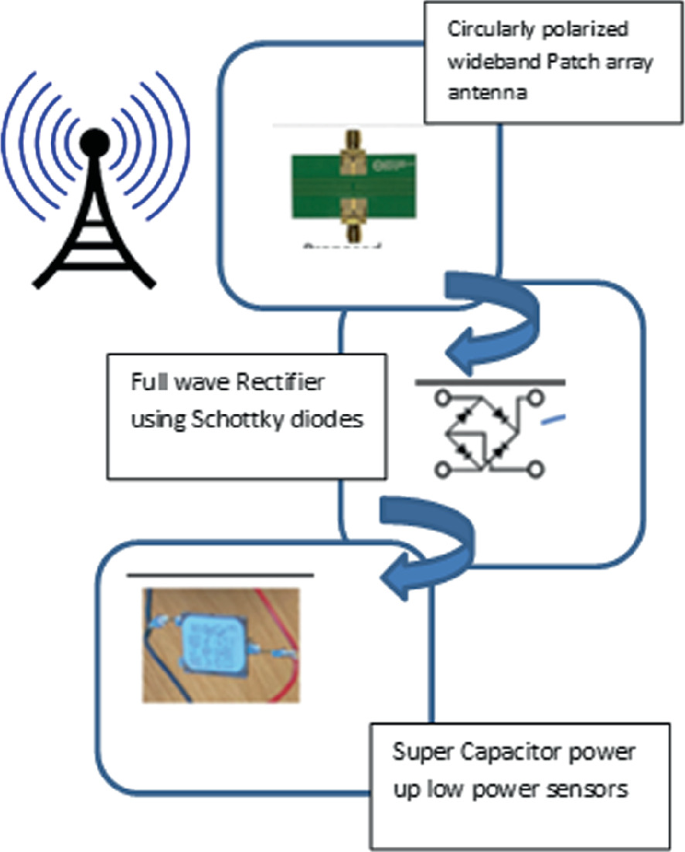 Circularly polarized
wideband Patch array
antenna
Full wave Rectifier
using Schottky diodes
Super Capacitor power
up low power sensors